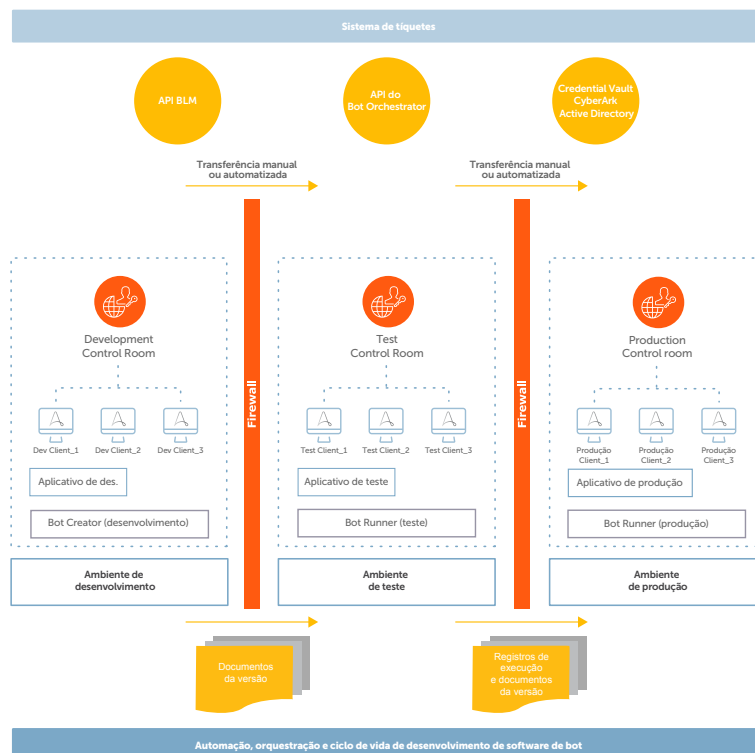 Sistema de tíquetes
API BLM
API do
Bot Orchestrator
Credential Vault
CyberArk
Active Directory
Transferência manual
ou automatizada
Transferência manual
ou automatizada
Firewall
Firewall
Development
Control Room
Dev Client_1
Dev Client_2
Dev Client_3
Aplicativo de des.
Bot Creator (desenvolvimento)
Ambiente de
desenvolvimento
Test
Control Room
Test Client_1
Test Client_2
Test Client_3
Aplicativo de teste
Bot Runner (teste)
Ambiente
de teste
Production
Control room
Produção
Client_1
Produção
Client_2
Produção
Client_3
Aplicativo de produção
Bot Runner (produção)
Ambiente
de produção
Documentos
da versão
Registros de
execução
e documentos
da versão
Automação, orquestração e ciclo de vida de desenvolvimento de software de bot